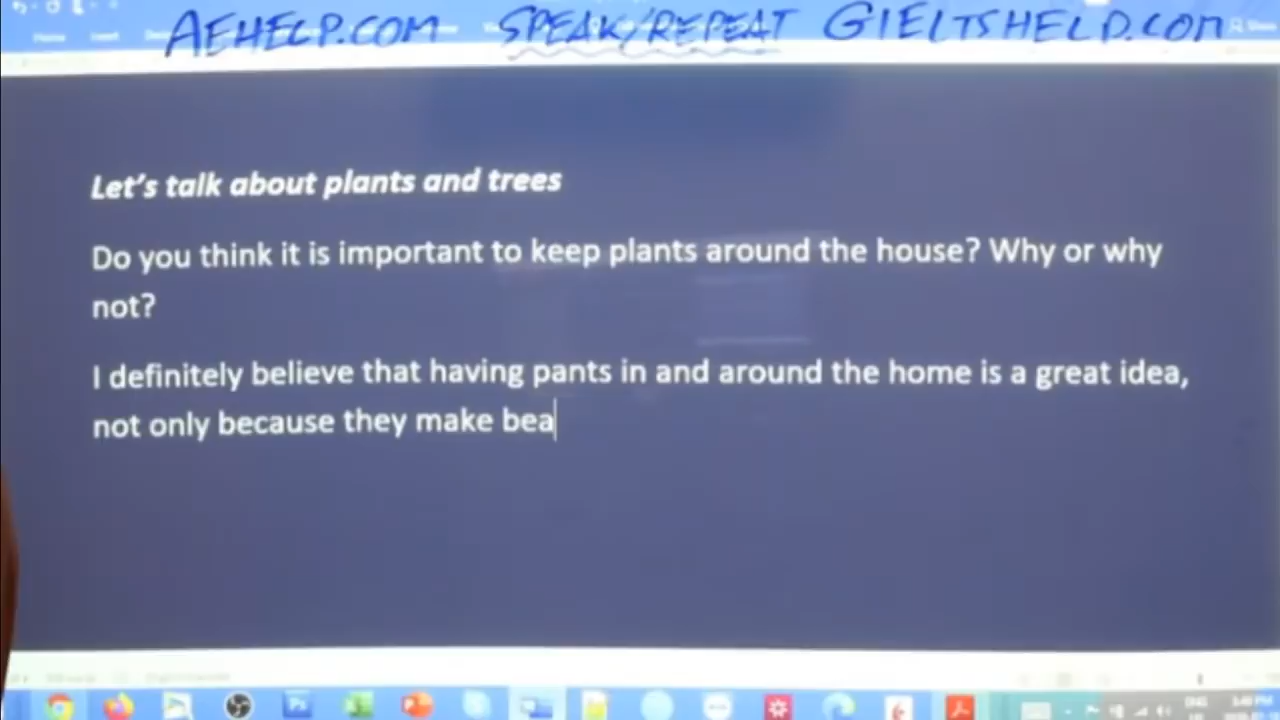 AEHELP.COM SPEAK/REPEAT GIELTSHELP.COM
Let's talk about plants and trees
Do you think it is important to keep plants around the house? Why or why
not?
I definitely believe that having pants in and around the home is a great idea,
not only because they make bea